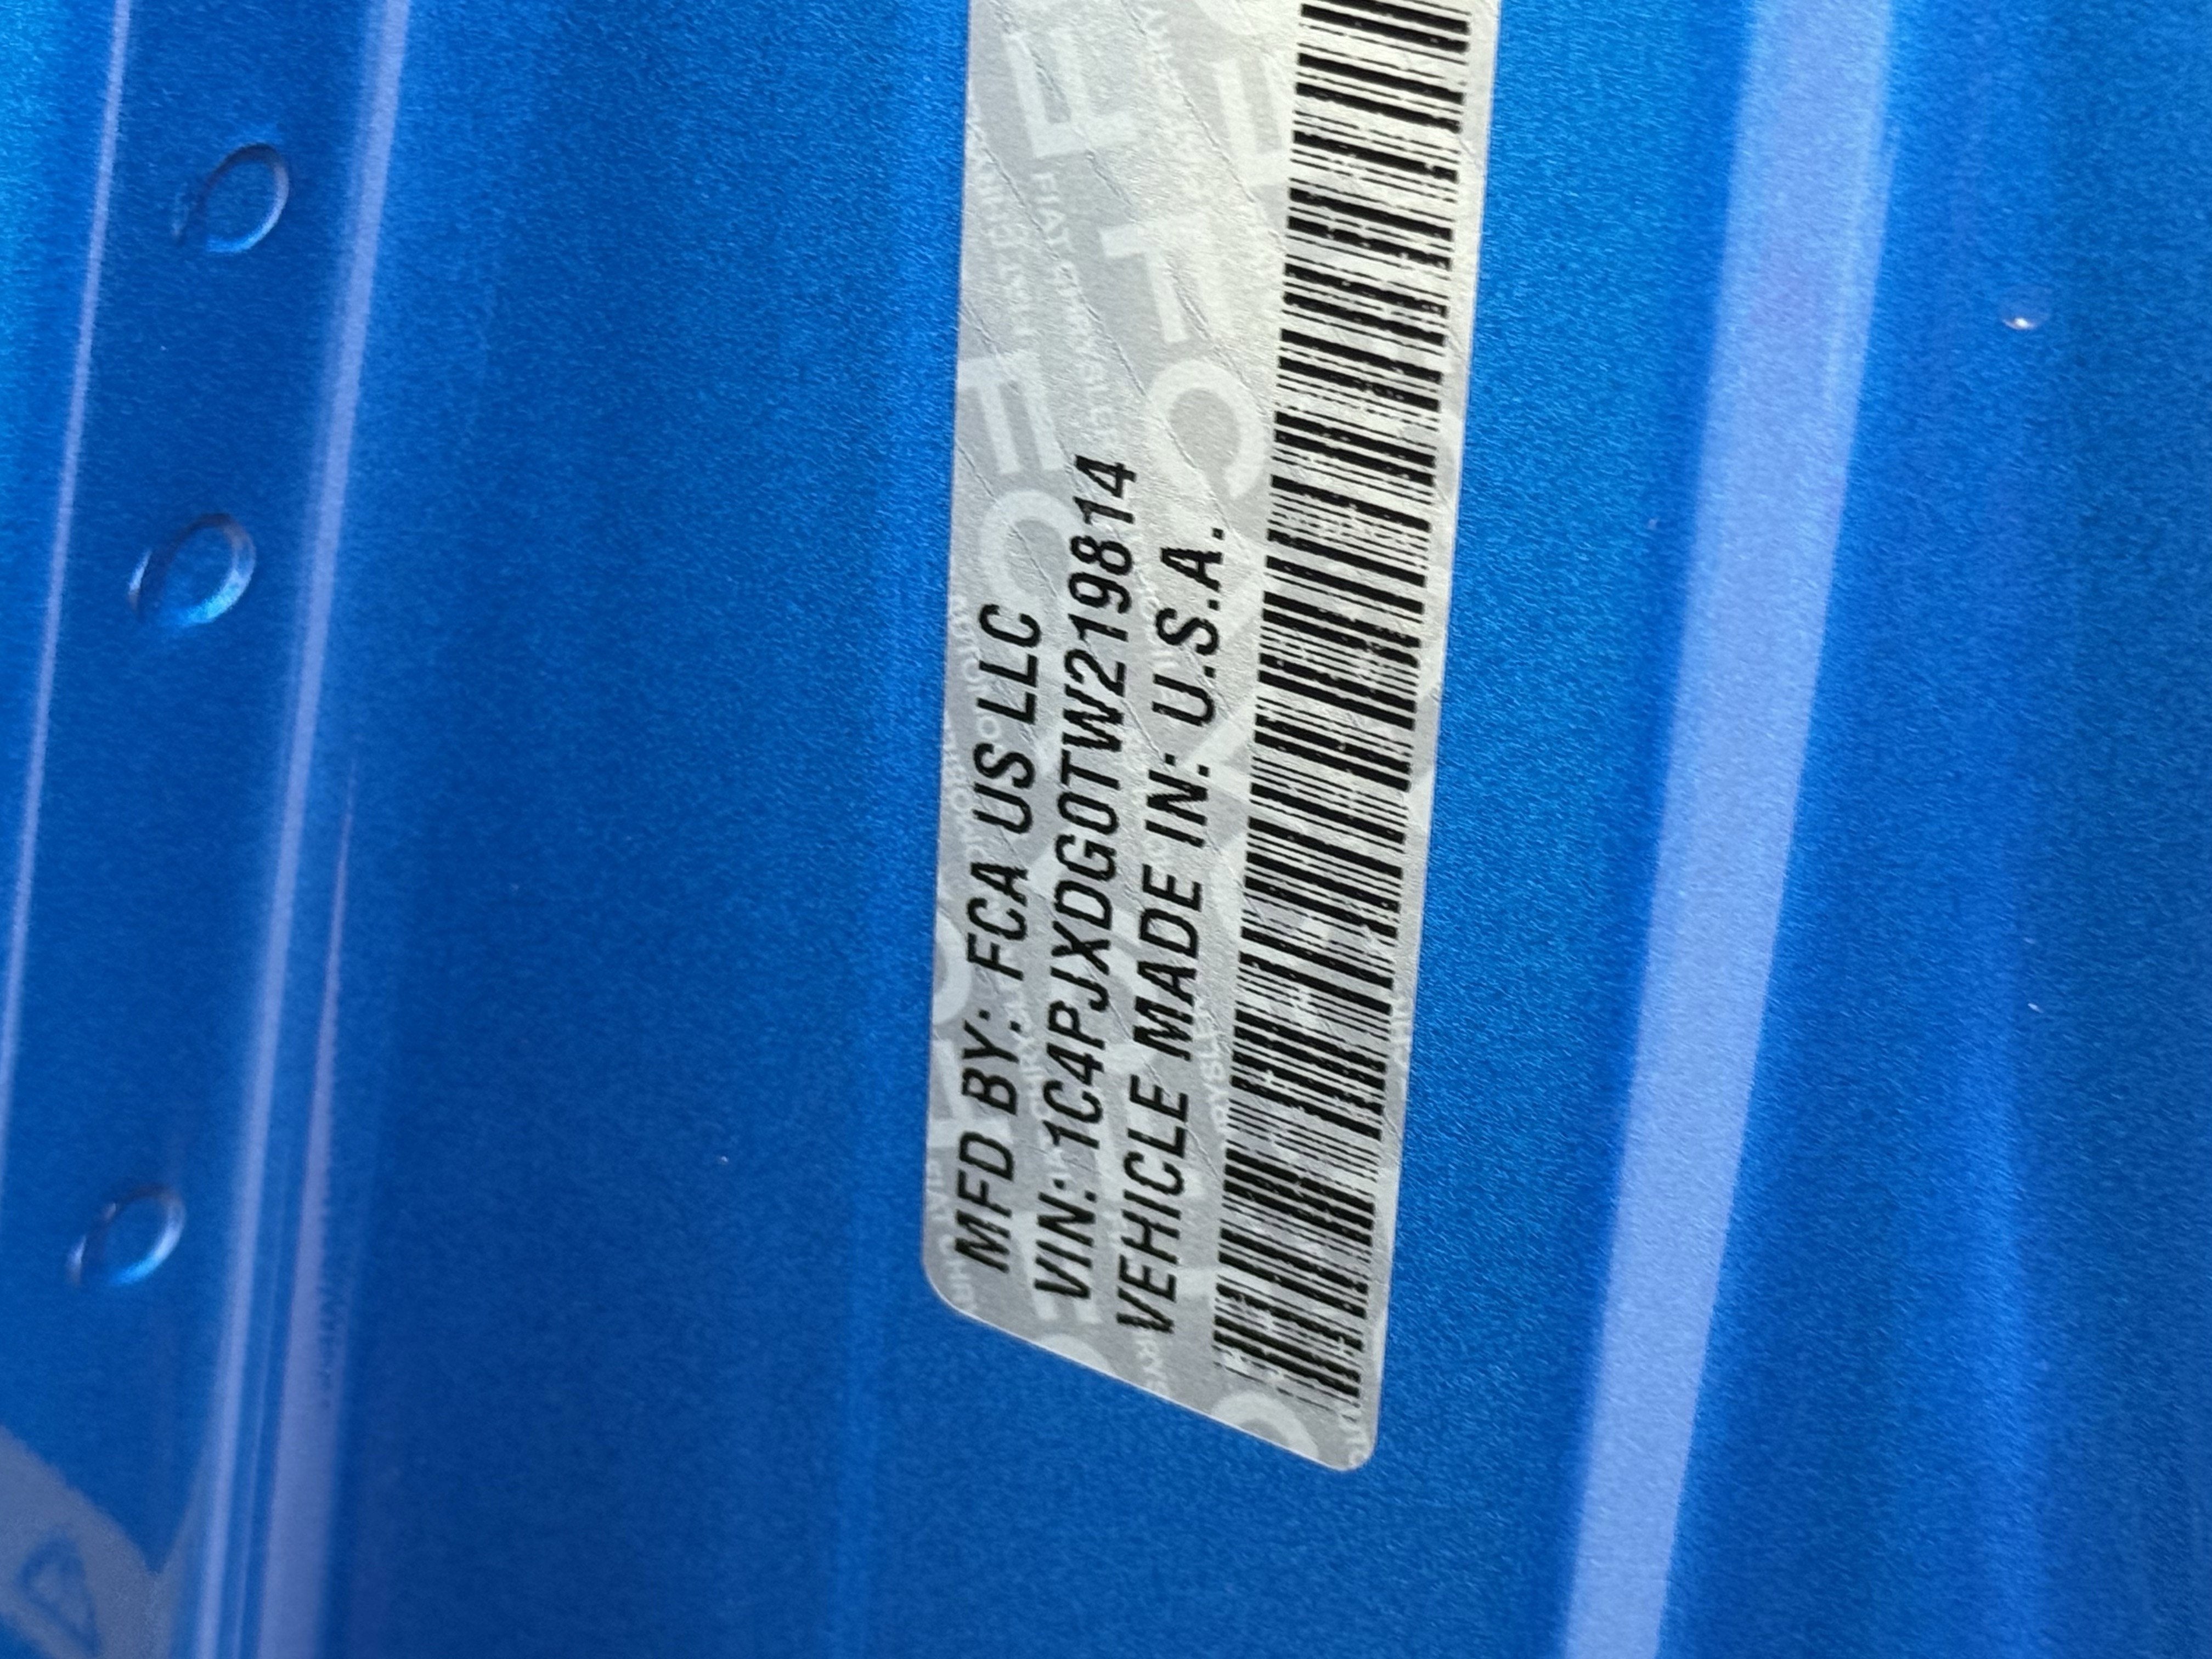 MFD BY: FCA US LLC
VIN: 1C4PJXDG0TW219814
VEHICLE MADE IN: U.S.A.